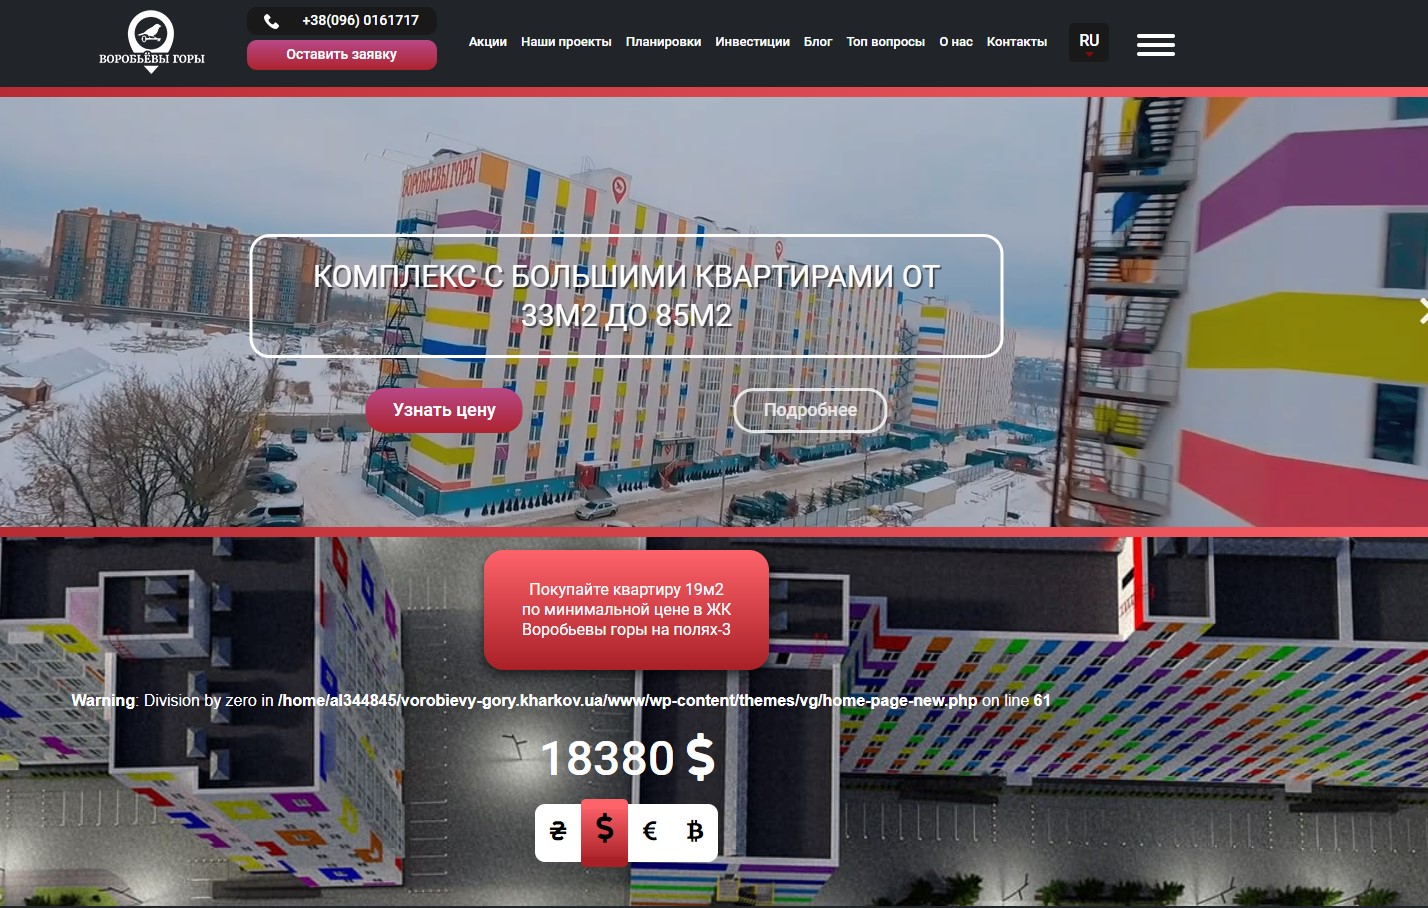 ВОРОБЬЁВЫ ГОРЫ
+38(096) 0161717
Оставить заявку
Акции Наши проекты Планировки Инвестиции Блог Топ вопросы О нас Контакты
RU
ВОРОБЬЕВЫ ГОРЫ
КОМПЛЕКС С БОЛЬШИМИ КВАРТИРАМИ ОТ
33М2 ДО 85М2
Узнать цену
Подробнее
Покупайте квартиру 19м2
по минимальной цене в ЖК
Воробьевы горы на полях-3
Warning: Division by zero in /home/al344845/vorobievy-gory.kharkov.ua/www/wp-content/themes/vg/home-page-new.php on line 61
18380 $
₴ $ € ₿